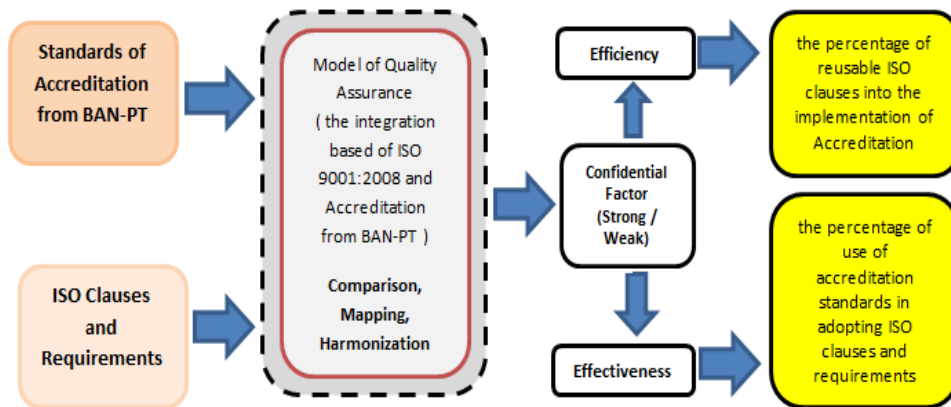 Standards of
Accreditation
from BAN-PT
ISO Clauses
and
Requirements
Model of Quality
Assurance
( the integration
based of ISO
9001:2008 and
Accreditation
from BAN-PT )
Comparison,
Mapping,
Harmonization
Efficiency
Confidential
Factor
(Strong /
Weak)
Effectiveness
the percentage of
reusable ISO
clauses into the
implementation of
Accreditation
the percentage of
use of
accreditation
standards in
adopting ISO
clauses and
requirements